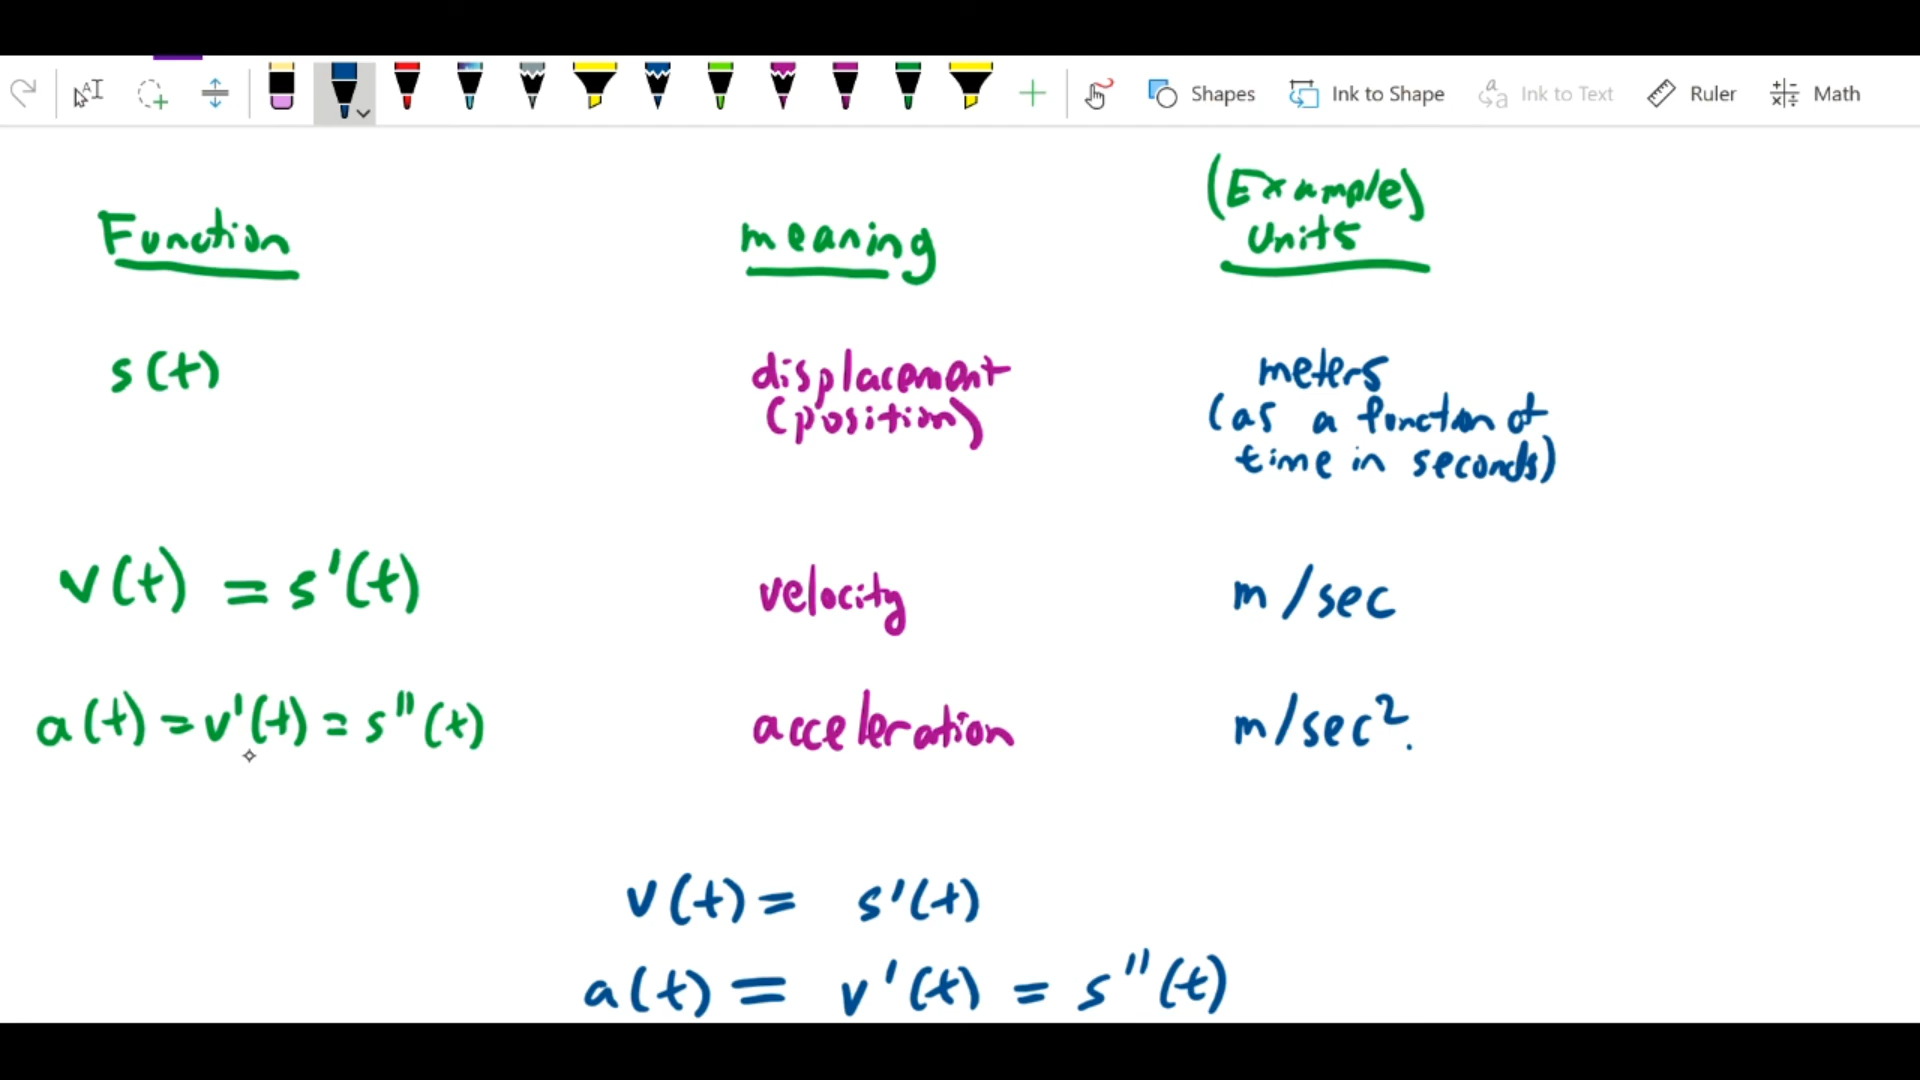 Shapes Ink to Shape Ink to Text Ruler Math
Function meaning (Example) Units
s(t) displacement (position) meters (as a function of time in seconds)
v(t) = s'(t) velocity m/sec
a(t) = v'(t) = s''(t) acceleration m/sec².
v(t) = s'(t)
a(t) = v'(t) = s''(t)